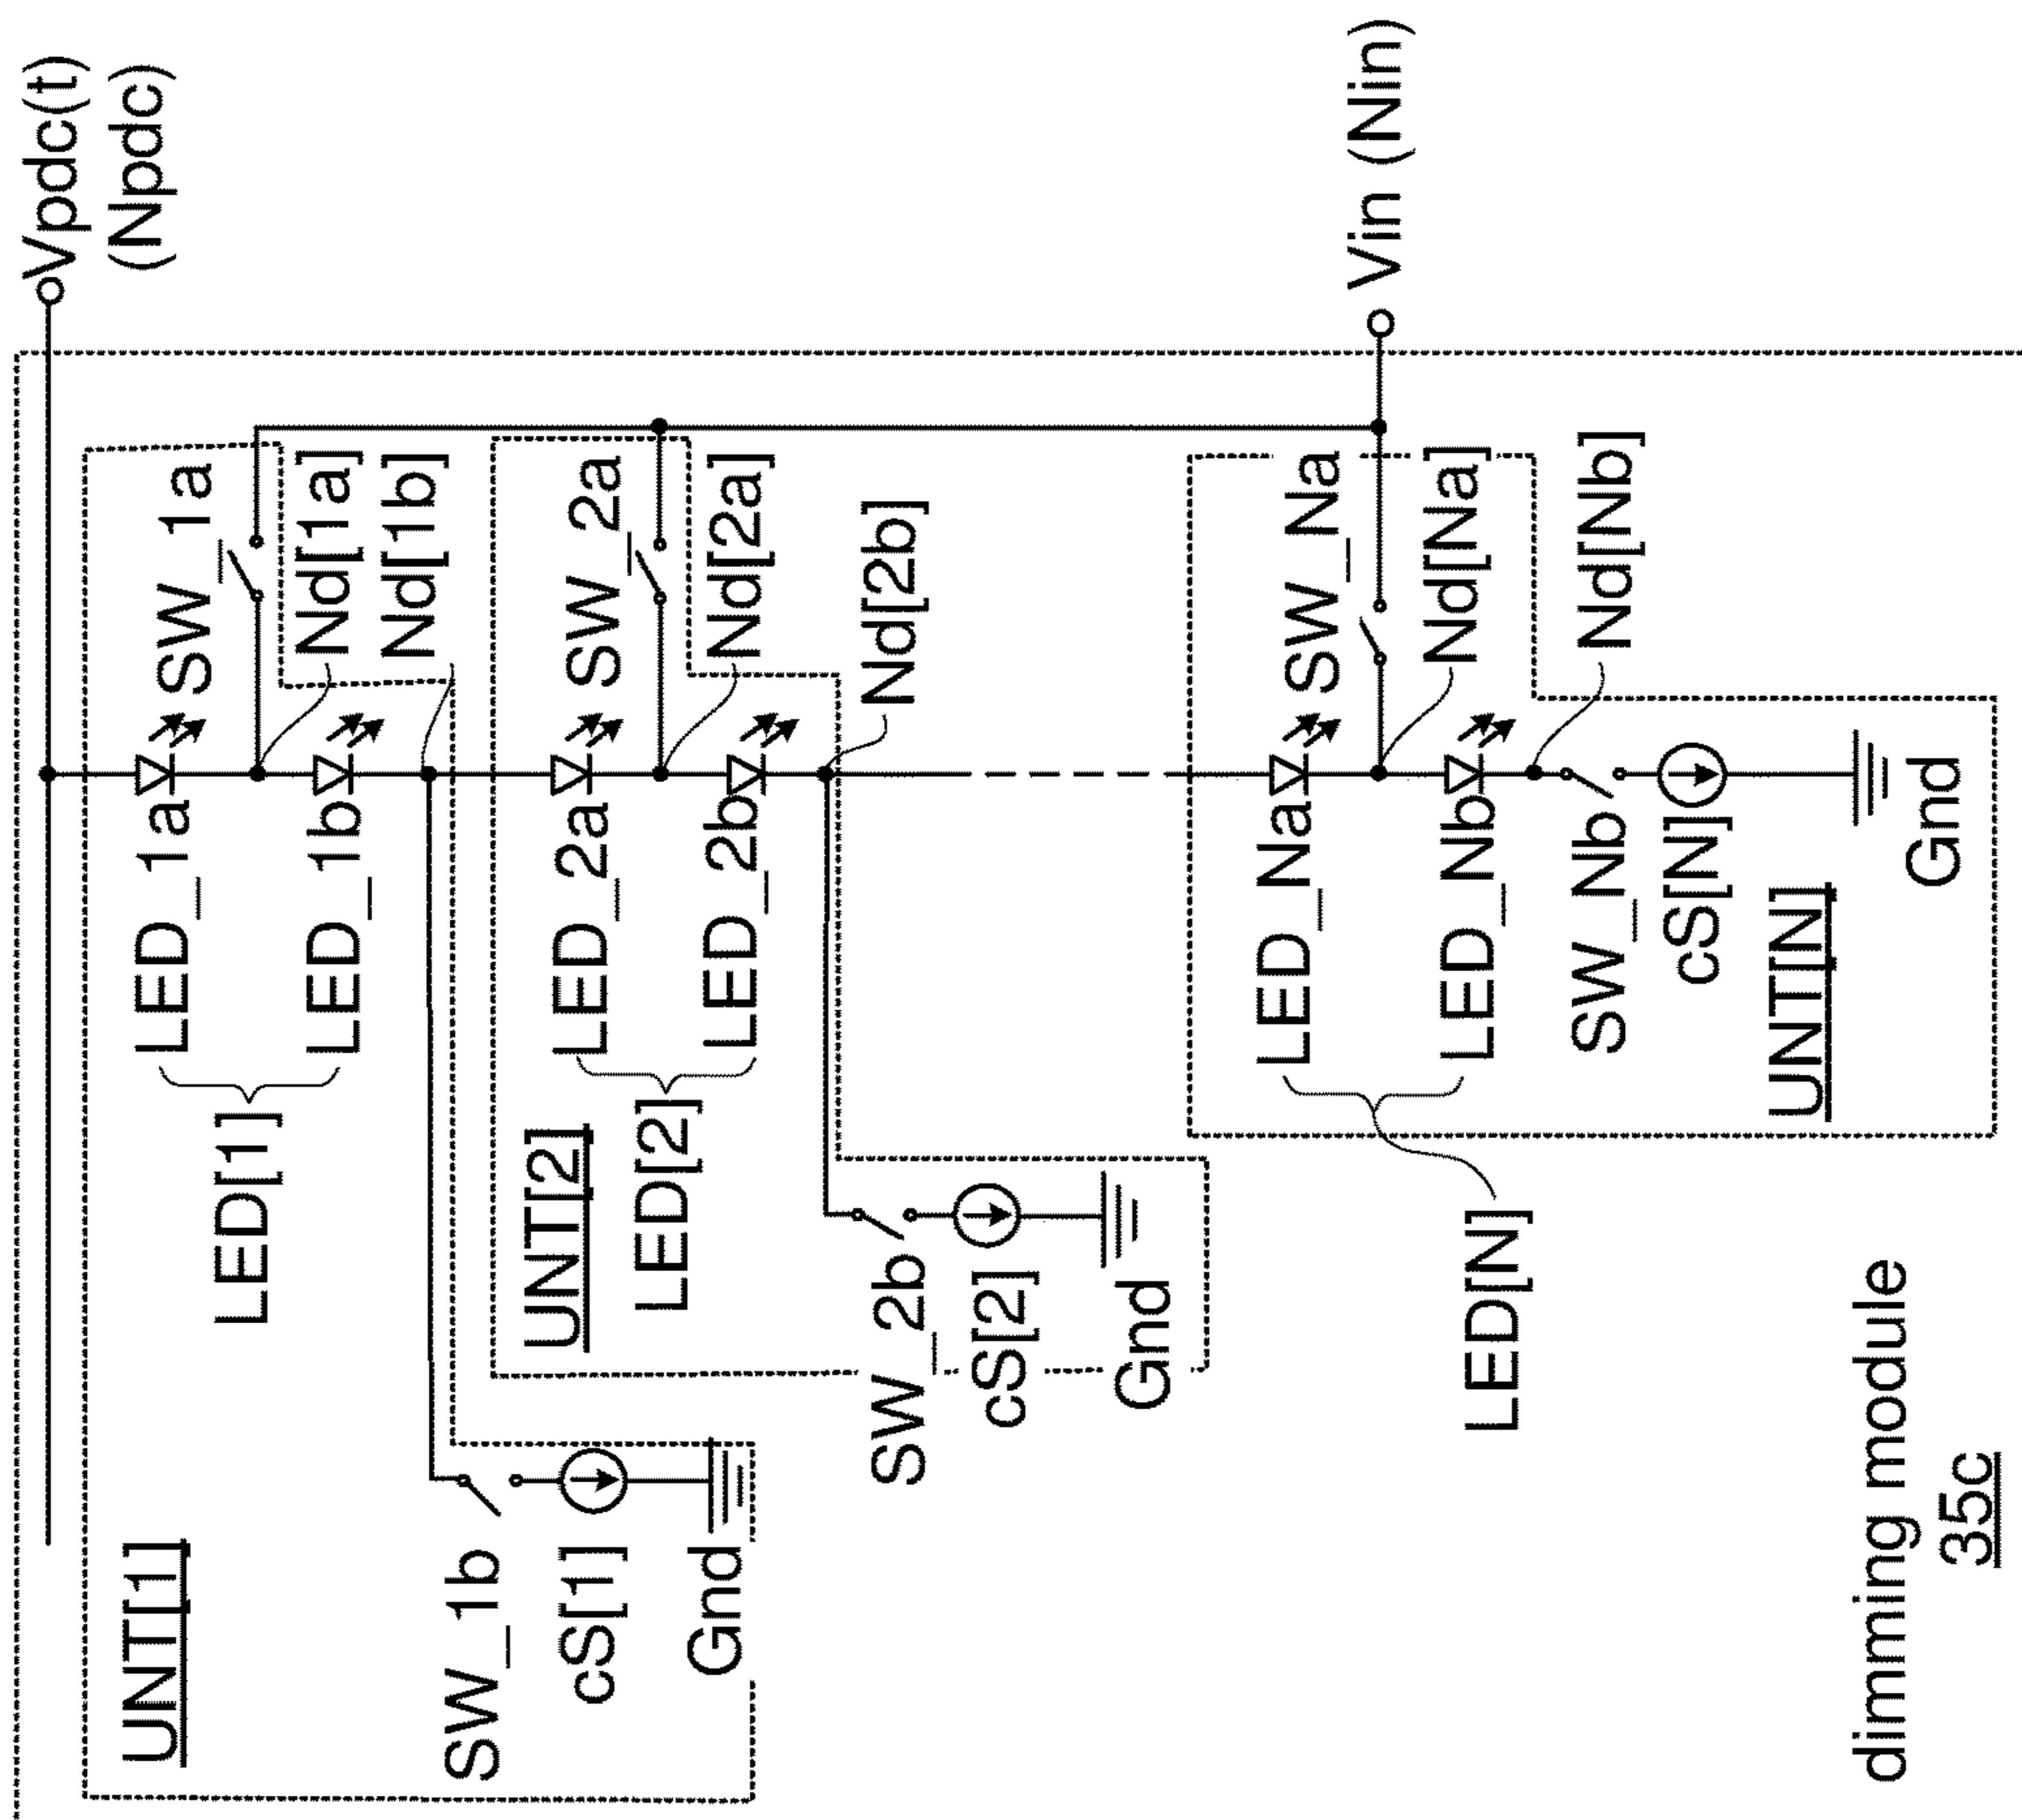 Vpdc(t)
(Npdc)
Vin (Nin)
SW_1a
Nd[1a]
Nd[1b]
LED_1a
LED_1b
LED[1]
UNT[1]
SW_1b
cS[1]
Gnd
SW_2a
Nd[2a]
Nd[2b]
LED_2a
LED_2b
LED[2]
UNT[2]
SW_2b
cS[2]
Gnd
SW_Na
Nd[Na]
Nd[Nb]
LED_Na
LED_Nb
LED[N]
SW_Nb
cS[N]
UNT[N]
Gnd
dimming module
35c